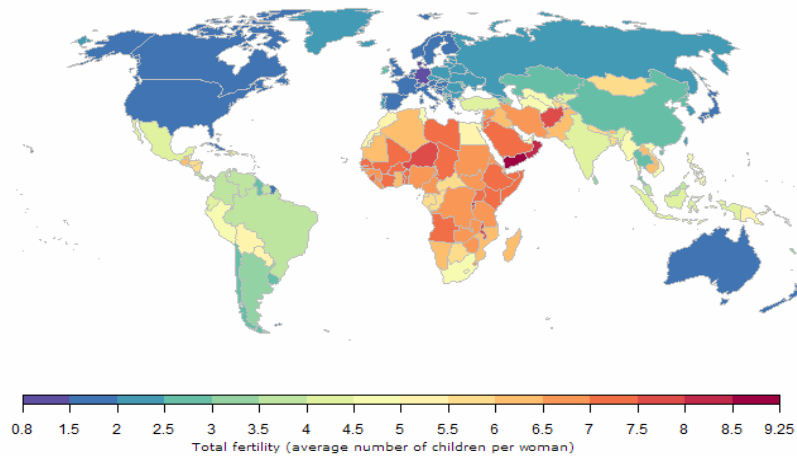 0.8 1.5 2 2.5 3 3.5 4 4.5 5 5.5 6 6.5 7 7.5 8 8.5 9.25
Total fertility (average number of children per woman)